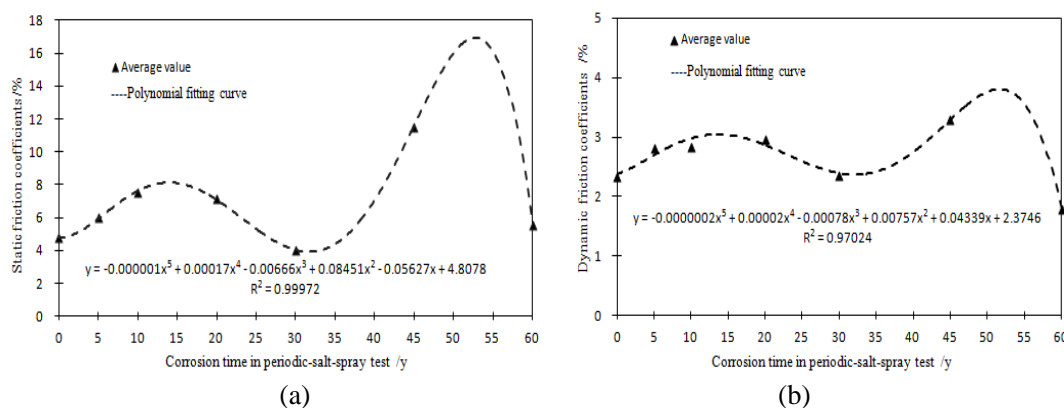 18
16
14
12
10
8
6
4
2
0
Static friction coefficients /%
▲ Average value
----Polynomial fitting curve
y = -0.000001x⁵ + 0.00017x⁴ - 0.00666x³ + 0.08451x² - 0.05627x + 4.8078
R² = 0.99972
0 5 10 15 20 25 30 35 40 45 50 55 60
Corrosion time in periodic-salt-spray test /y
(a)
5
4
3
2
1
0
Dynamic friction coefficients /%
▲ Average value
----Polynomial fitting curve
y = -0.0000002x⁵ + 0.00002x⁴ - 0.00078x³ + 0.00757x² + 0.04339x + 2.3746
R² = 0.97024
0 5 10 15 20 25 30 35 40 45 50 55 60
Corrosion time in periodic-salt-spray test /y
(b)